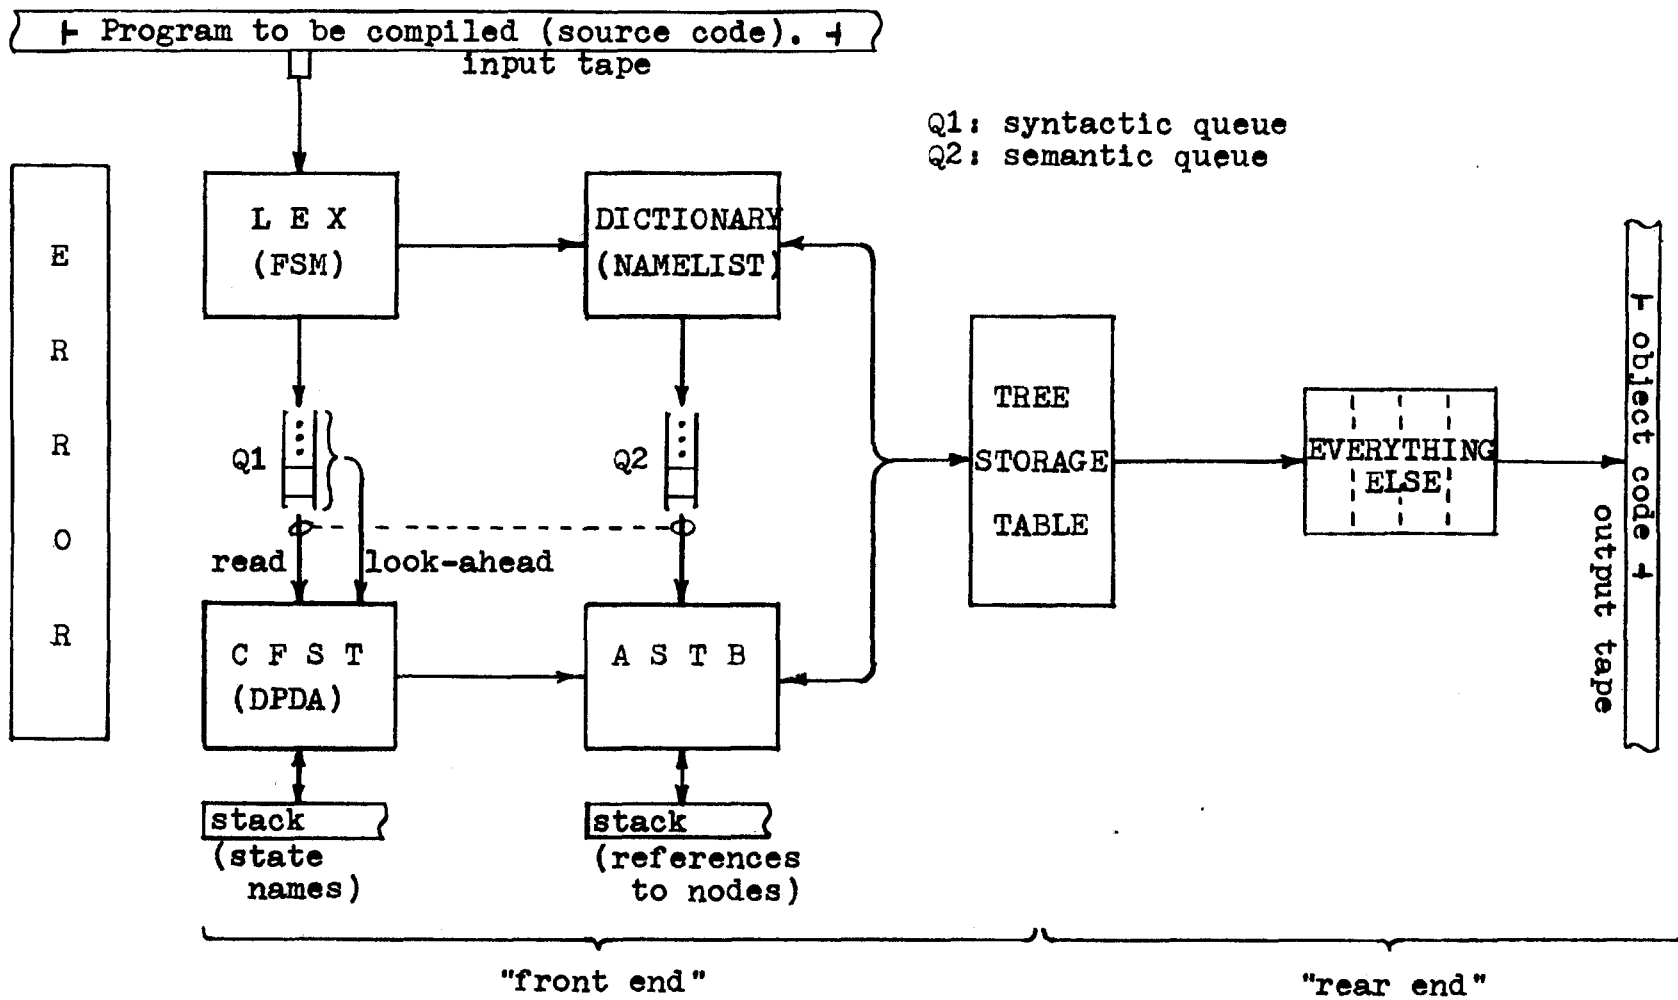 ⊢ Program to be compiled (source code). ⊣
input tape
Q1: syntactic queue
Q2: semantic queue
E
R
R
O
R
L E X
(FSM)
DICTIONARY
(NAMELIST)
Q1
Q2
read
look-ahead
C F S T
(DPDA)
A S T B
stack
(state
names)
stack
(references
to nodes)
TREE
STORAGE
TABLE
EVERYTHING
ELSE
⊢ object code ⊣
output tape
"front end"
"rear end"